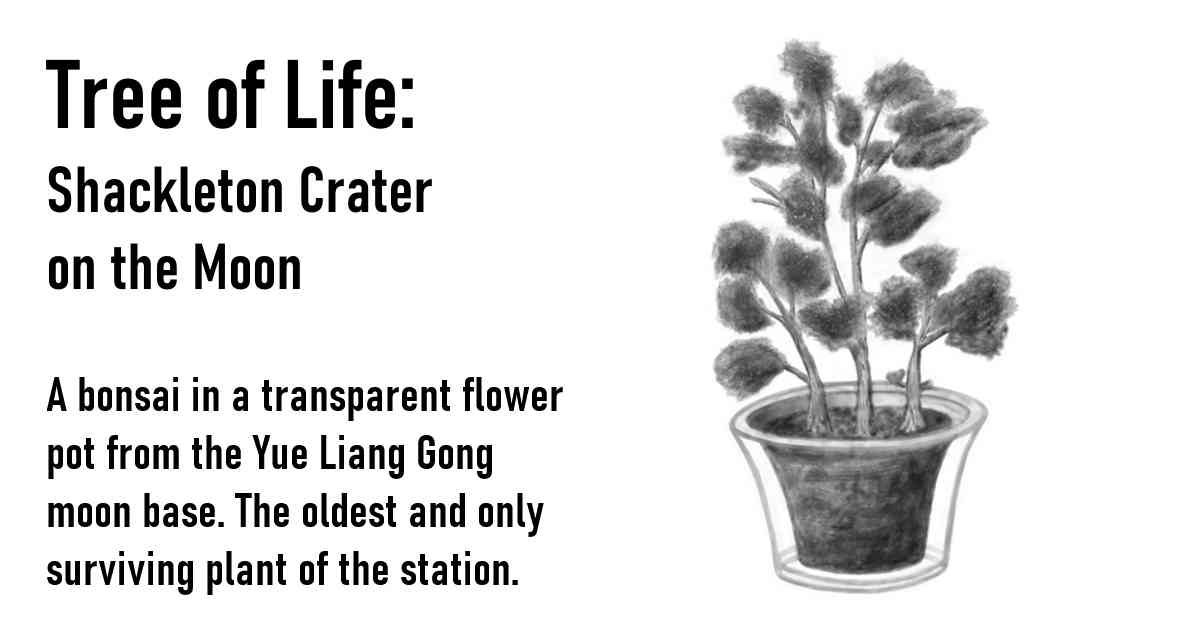 Tree of Life:
Shackleton Crater
on the Moon
A bonsai in a transparent flower
pot from the Yue Liang Gong
moon base. The oldest and only
surviving plant of the station.